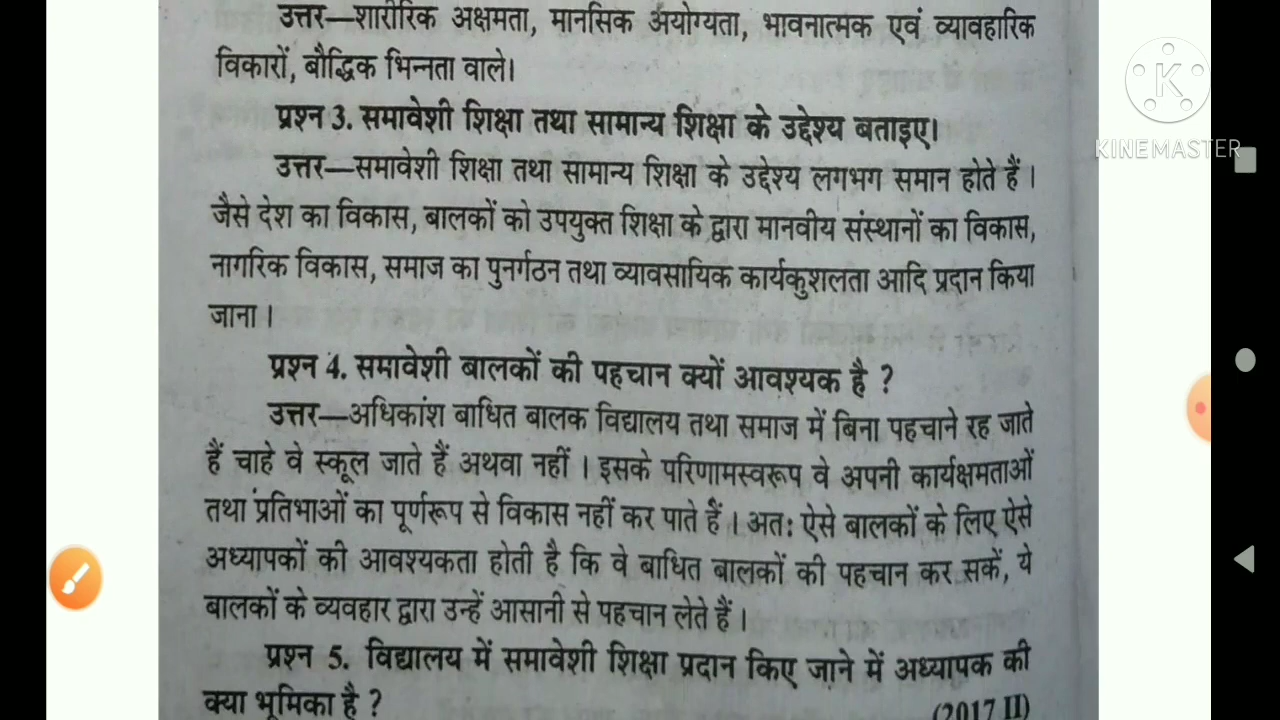 उत्तर—शारीरिक अक्षमता, मानसिक अयोग्यता, भावनात्मक एवं व्यावहारिक
विकारों, बौद्धिक भिन्नता वाले।
प्रश्न 3. समावेशी शिक्षा तथा सामान्य शिक्षा के उद्देश्य बताइए।
उत्तर—समावेशी शिक्षा तथा सामान्य शिक्षा के उद्देश्य लगभग समान होते हैं।
जैसे देश का विकास, बालकों को उपयुक्त शिक्षा के द्वारा मानवीय संस्थानों का विकास,
नागरिक विकास, समाज का पुनर्गठन तथा व्यावसायिक कार्यकुशलता आदि प्रदान किया
जाना।
प्रश्न 4. समावेशी बालकों की पहचान क्यों आवश्यक है ?
उत्तर—अधिकांश बाधित बालक विद्यालय तथा समाज में बिना पहचाने रह जाते
हैं चाहे वे स्कूल जाते हैं अथवा नहीं। इसके परिणामस्वरूप वे अपनी कार्यक्षमताओं
तथा प्रतिभाओं का पूर्णरूप से विकास नहीं कर पाते हैं। अतः ऐसे बालकों के लिए ऐसे
अध्यापकों की आवश्यकता होती है कि वे बाधित बालकों की पहचान कर सकें, ये
बालकों के व्यवहार द्वारा उन्हें आसानी से पहचान लेते हैं।
प्रश्न 5. विद्यालय में समावेशी शिक्षा प्रदान किए जाने में अध्यापक की
क्या भूमिका है ?
(2017 II)
K
KINEMASTER